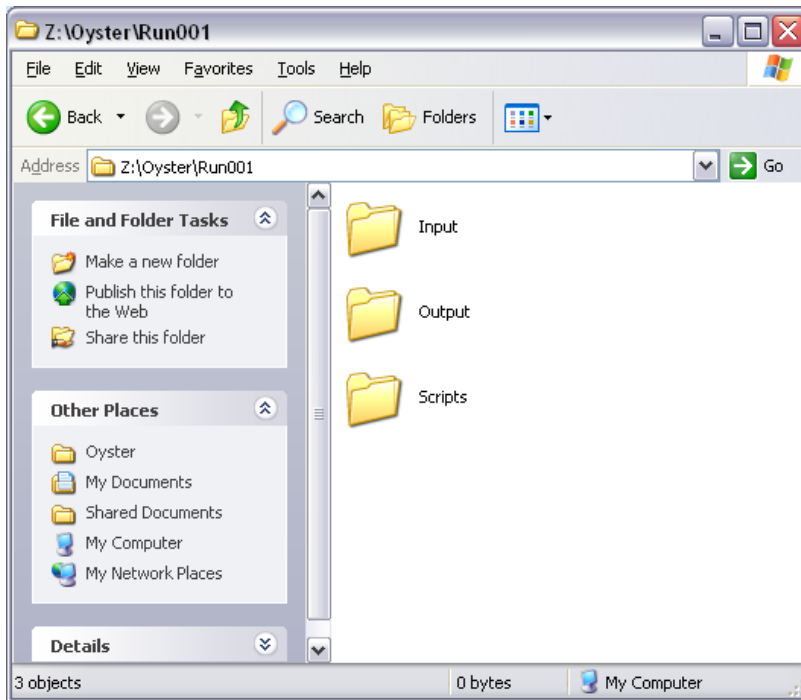 Z:\Oyster\Run001
File Edit View Favorites Tools Help
Back Search Folders
Address Z:\Oyster\Run001 Go
File and Folder Tasks
Make a new folder
Publish this folder to
the Web
Share this folder
Other Places
Oyster
My Documents
Shared Documents
My Computer
My Network Places
Details
Input
Output
Scripts
3 objects 0 bytes My Computer